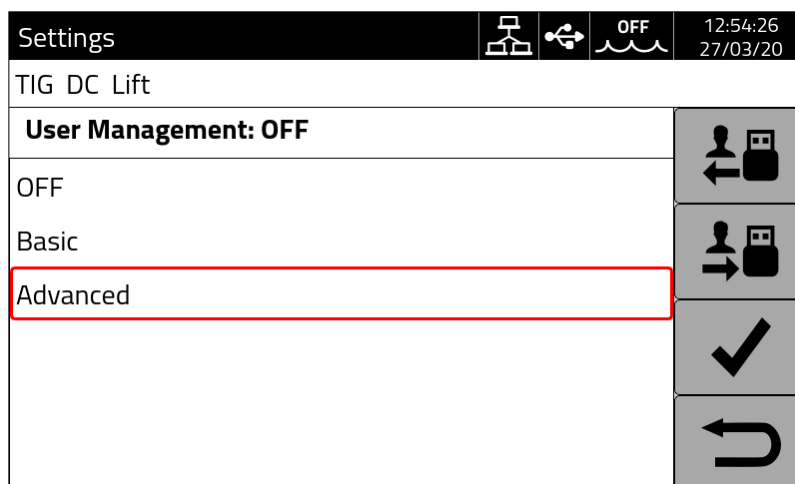 Settings
OFF
12:54:26
27/03/20
TIG DC Lift
User Management: OFF
OFF
Basic
Advanced